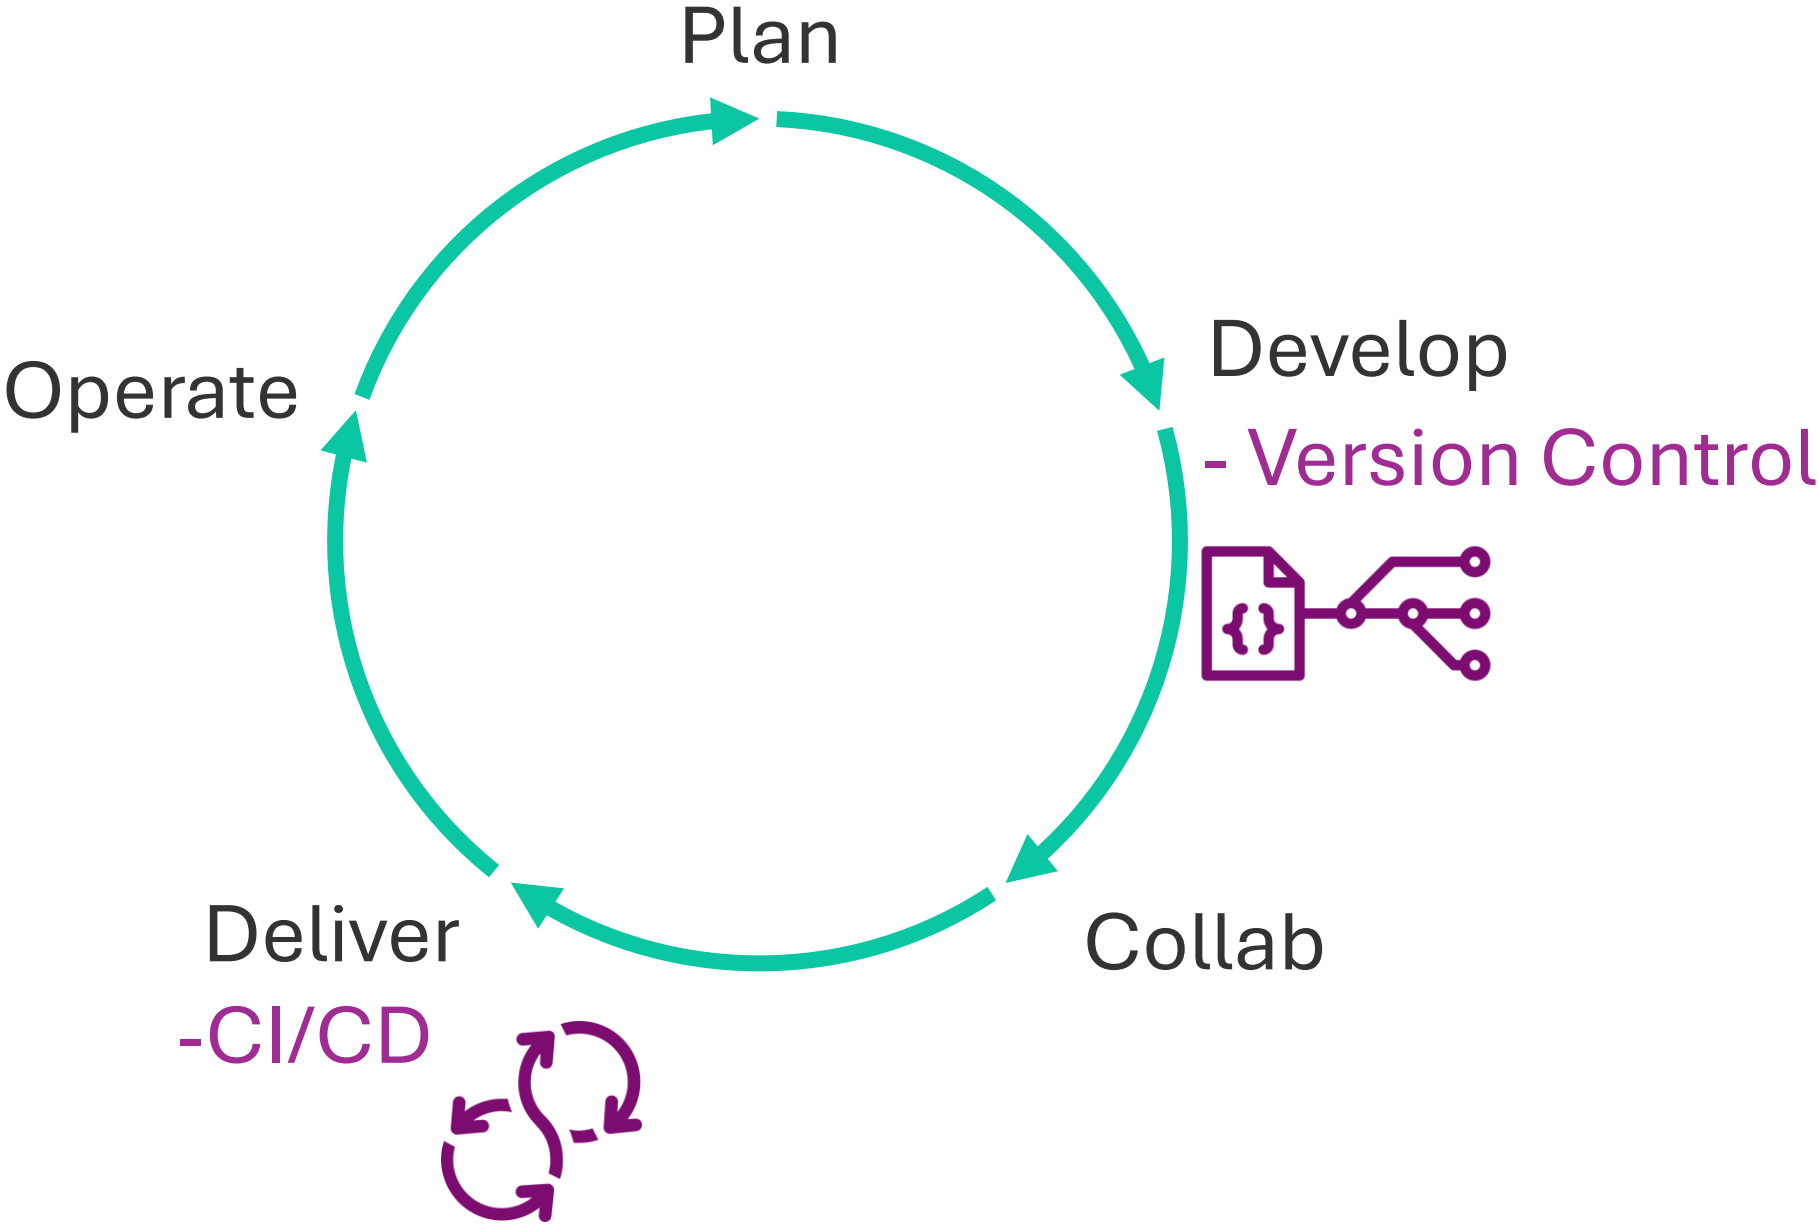 Plan
Develop
- Version Control
{}
Collab
Deliver
-CI/CD
Operate